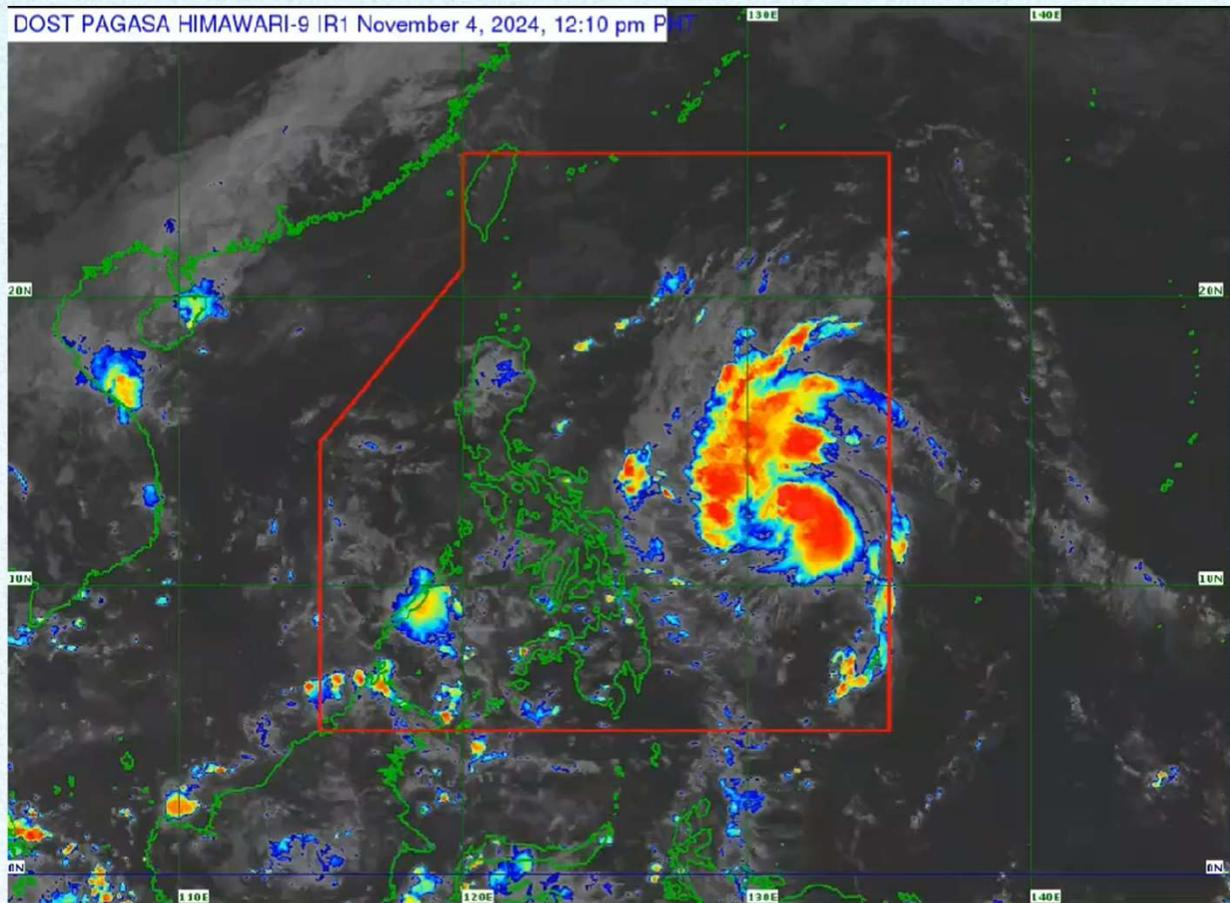 DOST PAGASA HIMAWARI-9 IR1 November 4, 2024, 12:10 pm PHT
130E 140E
20N 20N
10N 10N
0N 0N
110E 120E 130E 140E